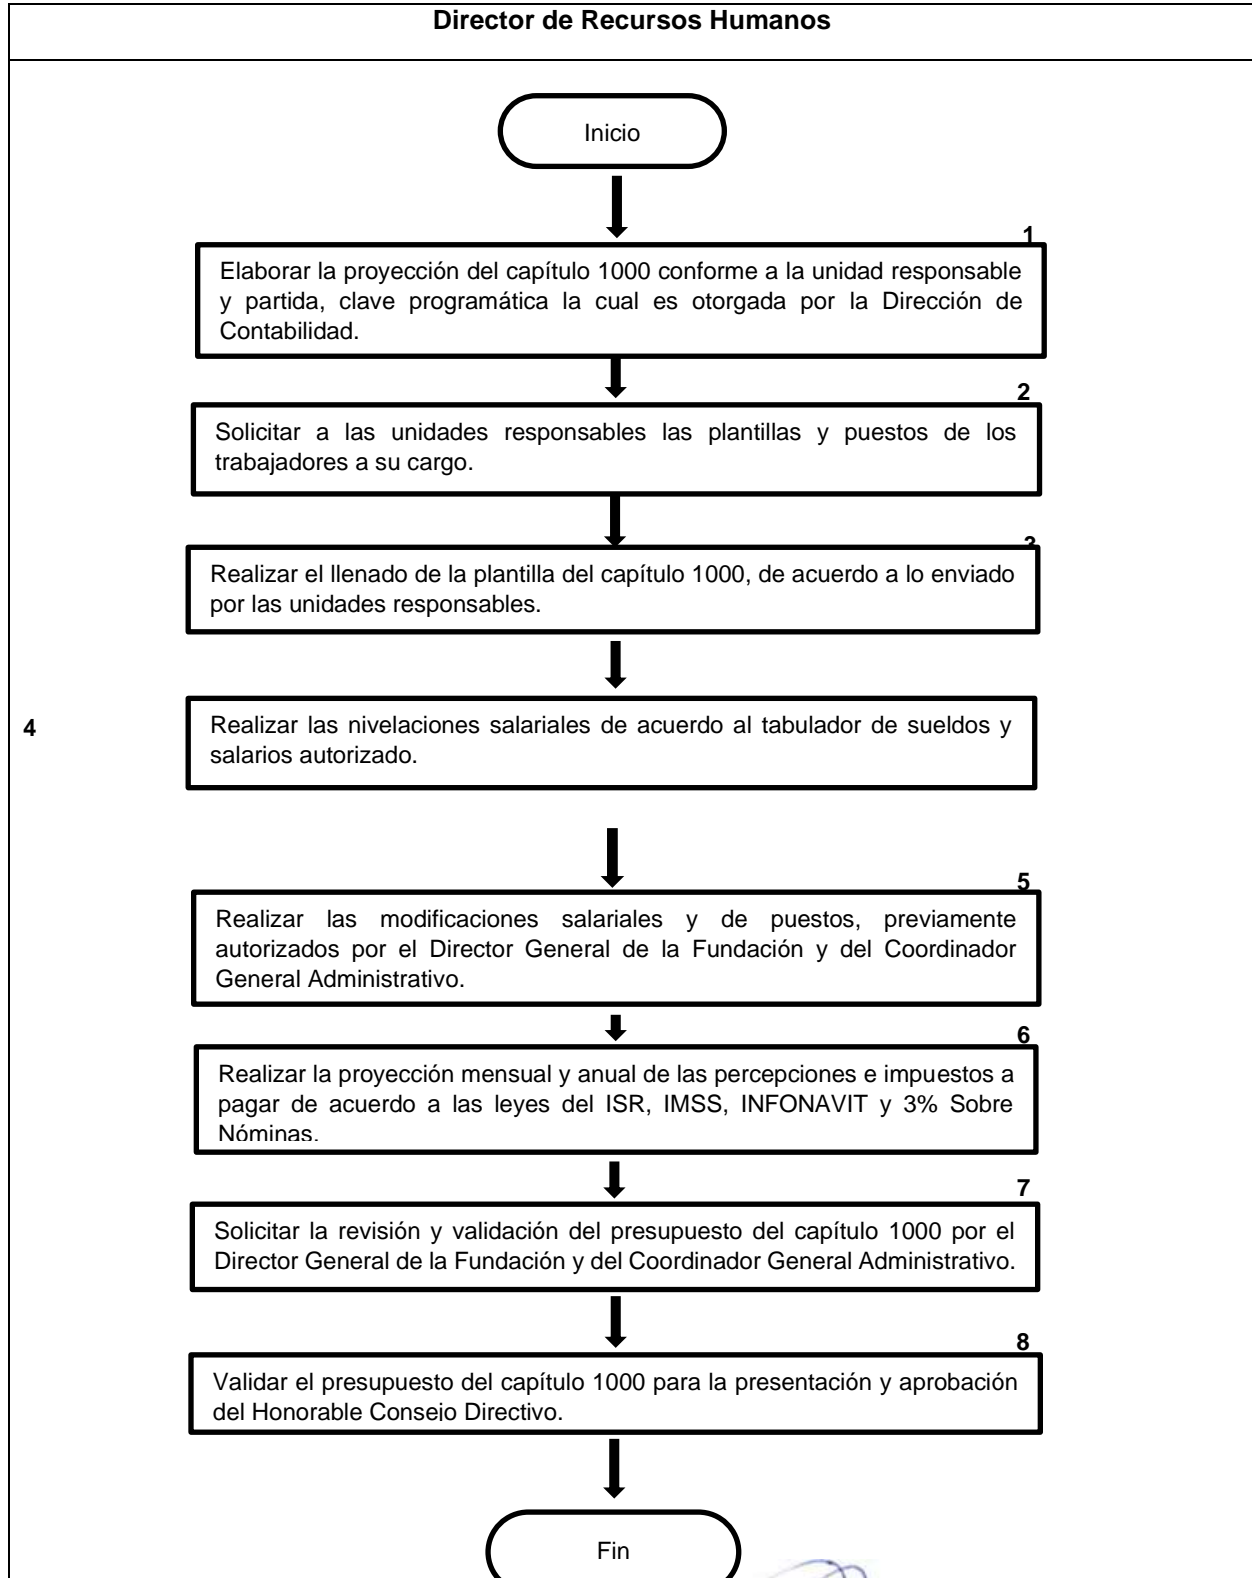 Director de Recursos Humanos
Inicio
1
Elaborar la proyección del capítulo 1000 conforme a la unidad responsable
y partida, clave programática la cual es otorgada por la Dirección de
Contabilidad.
2
Solicitar a las unidades responsables las plantillas y puestos de los
trabajadores a su cargo.
3
Realizar el llenado de la plantilla del capítulo 1000, de acuerdo a lo enviado
por las unidades responsables.
4
Realizar las nivelaciones salariales de acuerdo al tabulador de sueldos y
salarios autorizado.
5
Realizar las modificaciones salariales y de puestos, previamente
autorizados por el Director General de la Fundación y del Coordinador
General Administrativo.
6
Realizar la proyección mensual y anual de las percepciones e impuestos a
pagar de acuerdo a las leyes del ISR, IMSS, INFONAVIT y 3% Sobre
Nóminas.
7
Solicitar la revisión y validación del presupuesto del capítulo 1000 por el
Director General de la Fundación y del Coordinador General Administrativo.
8
Validar el presupuesto del capítulo 1000 para la presentación y aprobación
del Honorable Consejo Directivo.
Fin